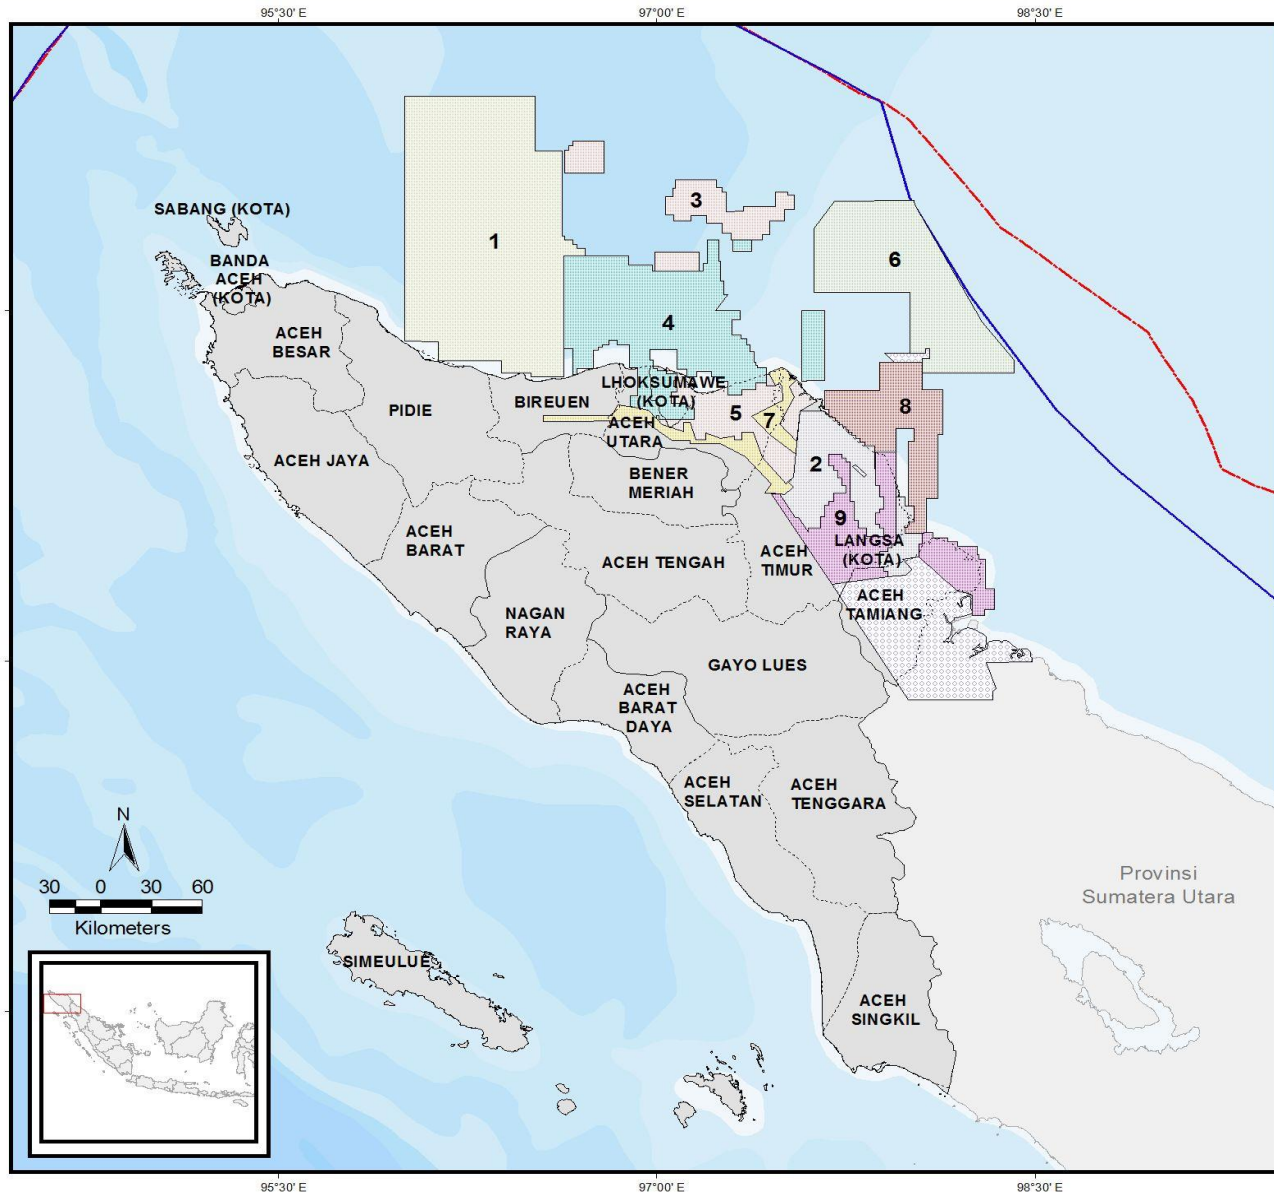 95°30' E
97°00' E
98°30' E
1
3
SABANG (KOTA)
BANDA
ACEH
(KOTA)
6
4
ACEH
BESAR
LHOKSUMAWE
(KOTA)
BIREUEN
PIDIE
5
7
8
ACEH
UTARA
ACEH JAYA
BENER
MERIAH
2
9
LANGSA
(KOTA)
ACEH
BARAT
ACEH TENGAH
ACEH
TIMUR
ACEH
TAMIANG
NAGAN
RAYA
GAYO LUES
ACEH
BARAT
DAYA
ACEH
SELATAN
ACEH
TENGGARA
N
30 0 30 60
Kilometers
Provinsi
Sumatera Utara
SIMEULUE
ACEH
SINGKIL
95°30' E
97°00' E
98°30' E